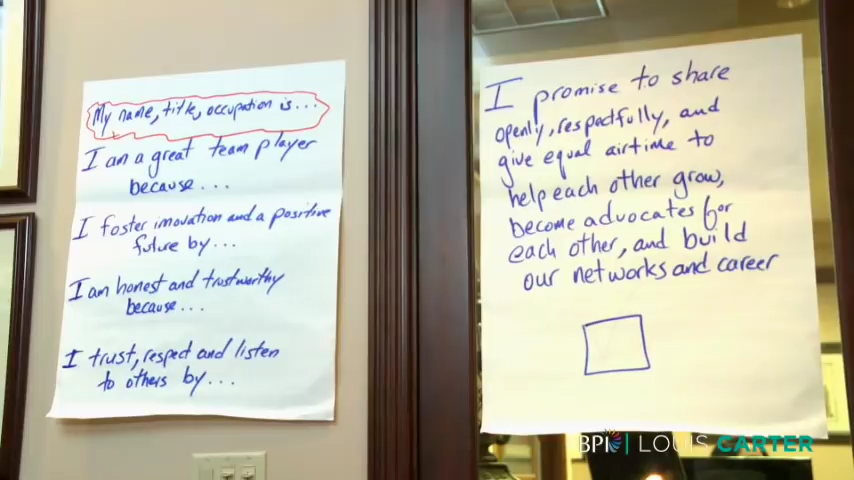 My name, title, occupation is...
I am a great team player
because...
I foster innovation and a positive
future by...
I am honest and trustworthy
because...
I trust, respect and listen
to others by...
I promise to share
openly, respectfully, and
give equal airtime to
help each other grow,
become advocates for
each other, and build
our networks and career
BPI | LOUIS CARTER